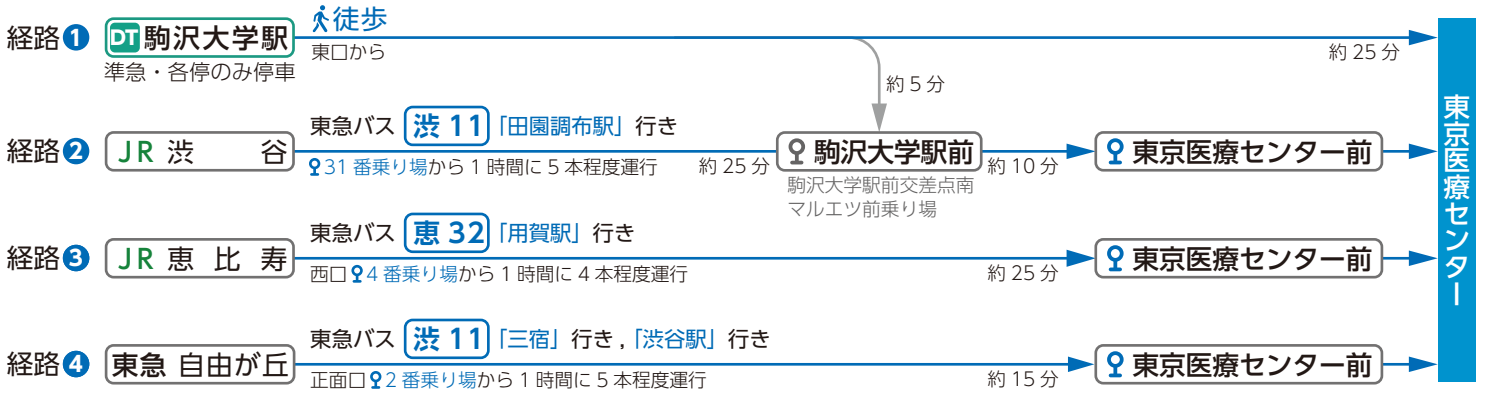 経路❶ DT 駒沢大学駅 徒歩
準急・各停のみ停車 東口から 約 25 分
約 5 分
経路❷ JR 渋 谷 東急バス 渋 11 「田園調布駅」行き
31 番乗り場から 1 時間に 5 本程度運行 約 25 分 駒沢大学駅前 約 10 分 東京医療センター前
駒沢大学駅前交差点南
マルエツ前乗り場
経路❸ JR 恵 比 寿 東急バス 恵 32 「用賀駅」行き
西口 4 番乗り場から 1 時間に 4 本程度運行 約 25 分 東京医療センター前
経路❹ 東急 自由が丘 東急バス 渋 11 「三宿」行き , 「渋谷駅」行き
正面口 2 番乗り場から 1 時間に 5 本程度運行 約 15 分 東京医療センター前
東京医療センター